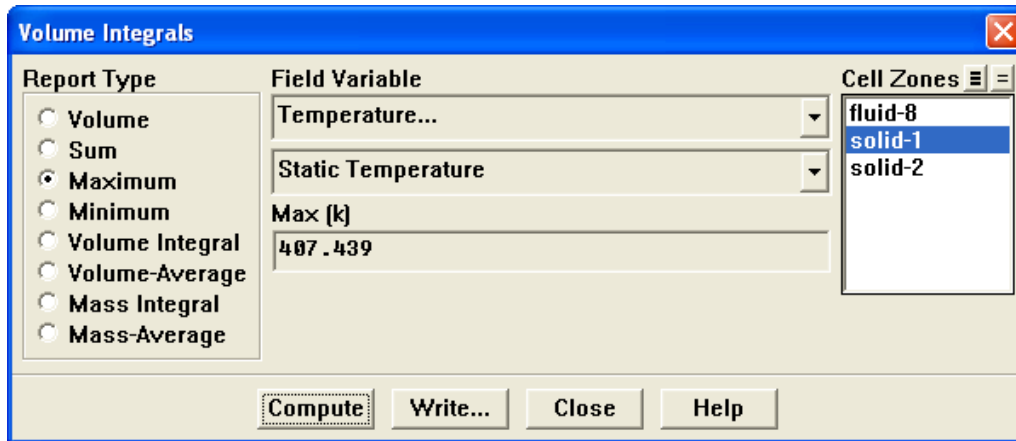 Volume Integrals
Report Type
Volume
Sum
Maximum
Minimum
Volume Integral
Volume-Average
Mass Integral
Mass-Average
Field Variable
Temperature...
Static Temperature
Max (k)
407.439
Cell Zones
fluid-8
solid-1
solid-2
Compute Write... Close Help